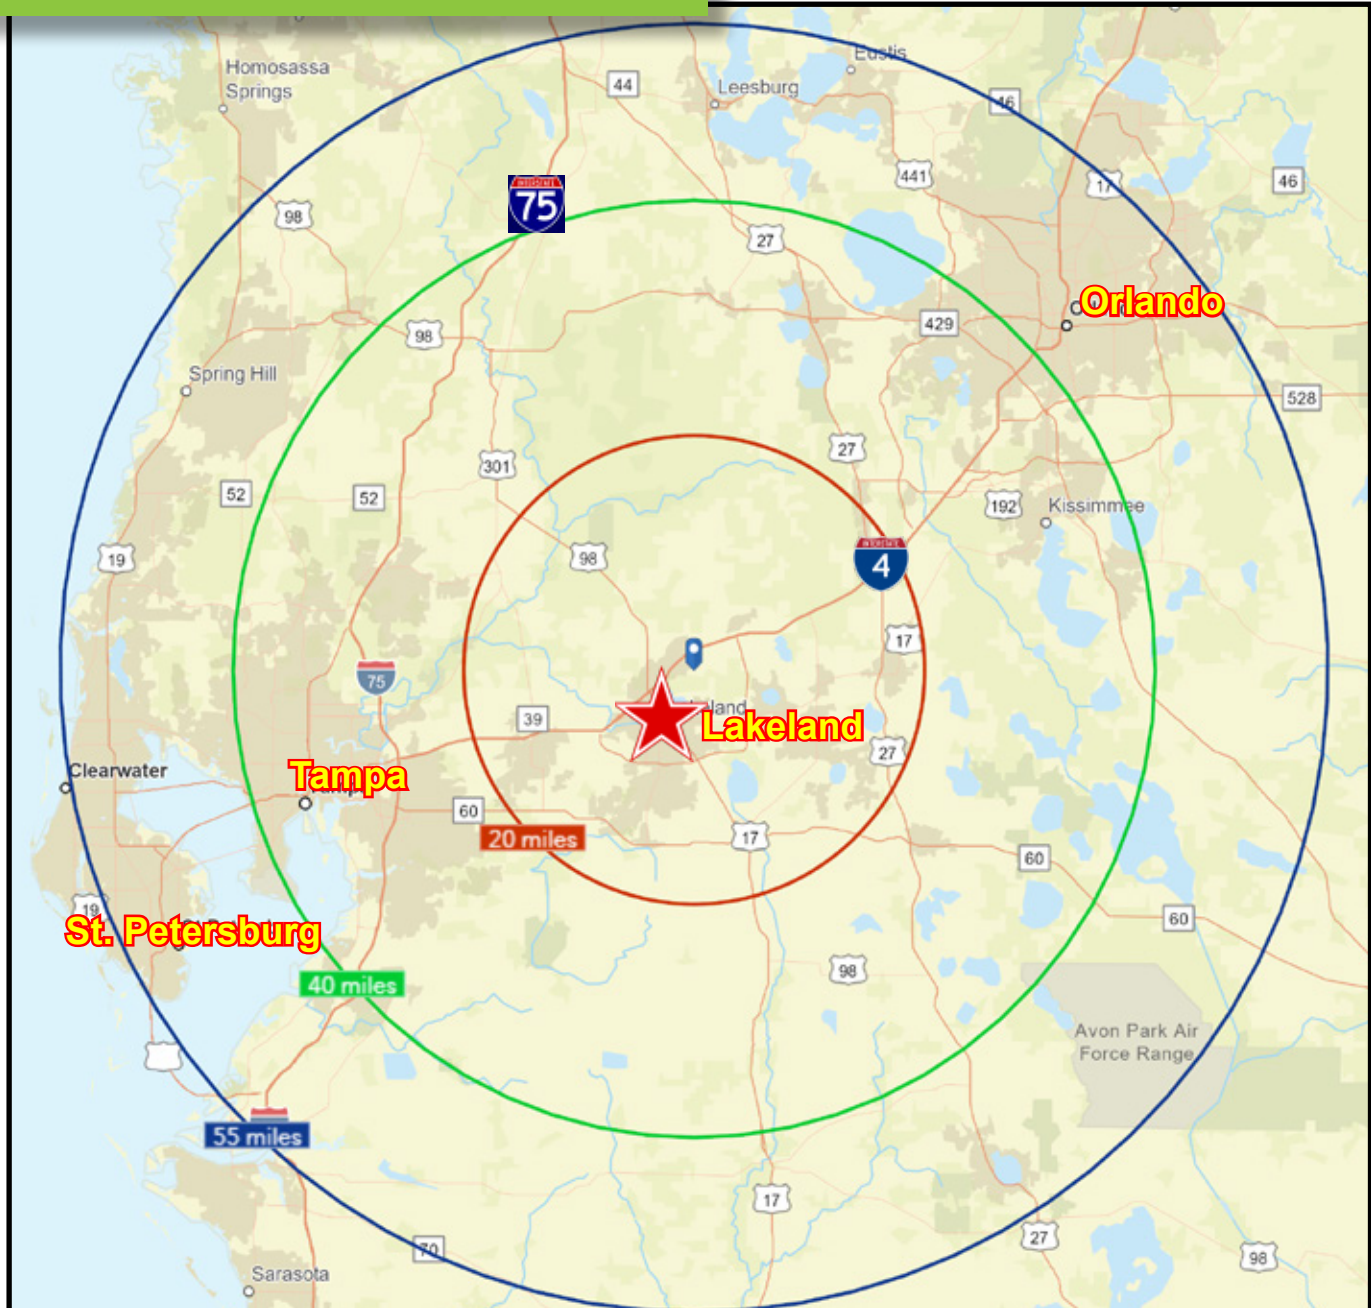 Homosassa
Springs
44
Leesburg
Eustis
46
441
17
46
98
INTERSTATE
75
27
Orlando
429
98
Spring Hill
528
301
27
52
52
192
Kissimmee
19
98
INTERSTATE
4
17
75
39
Lakeland
27
Clearwater
Tampa
60
20 miles
17
60
19
60
St. Petersburg
40 miles
98
Avon Park Air
Force Range
55 miles
17
27
70
98
Sarasota